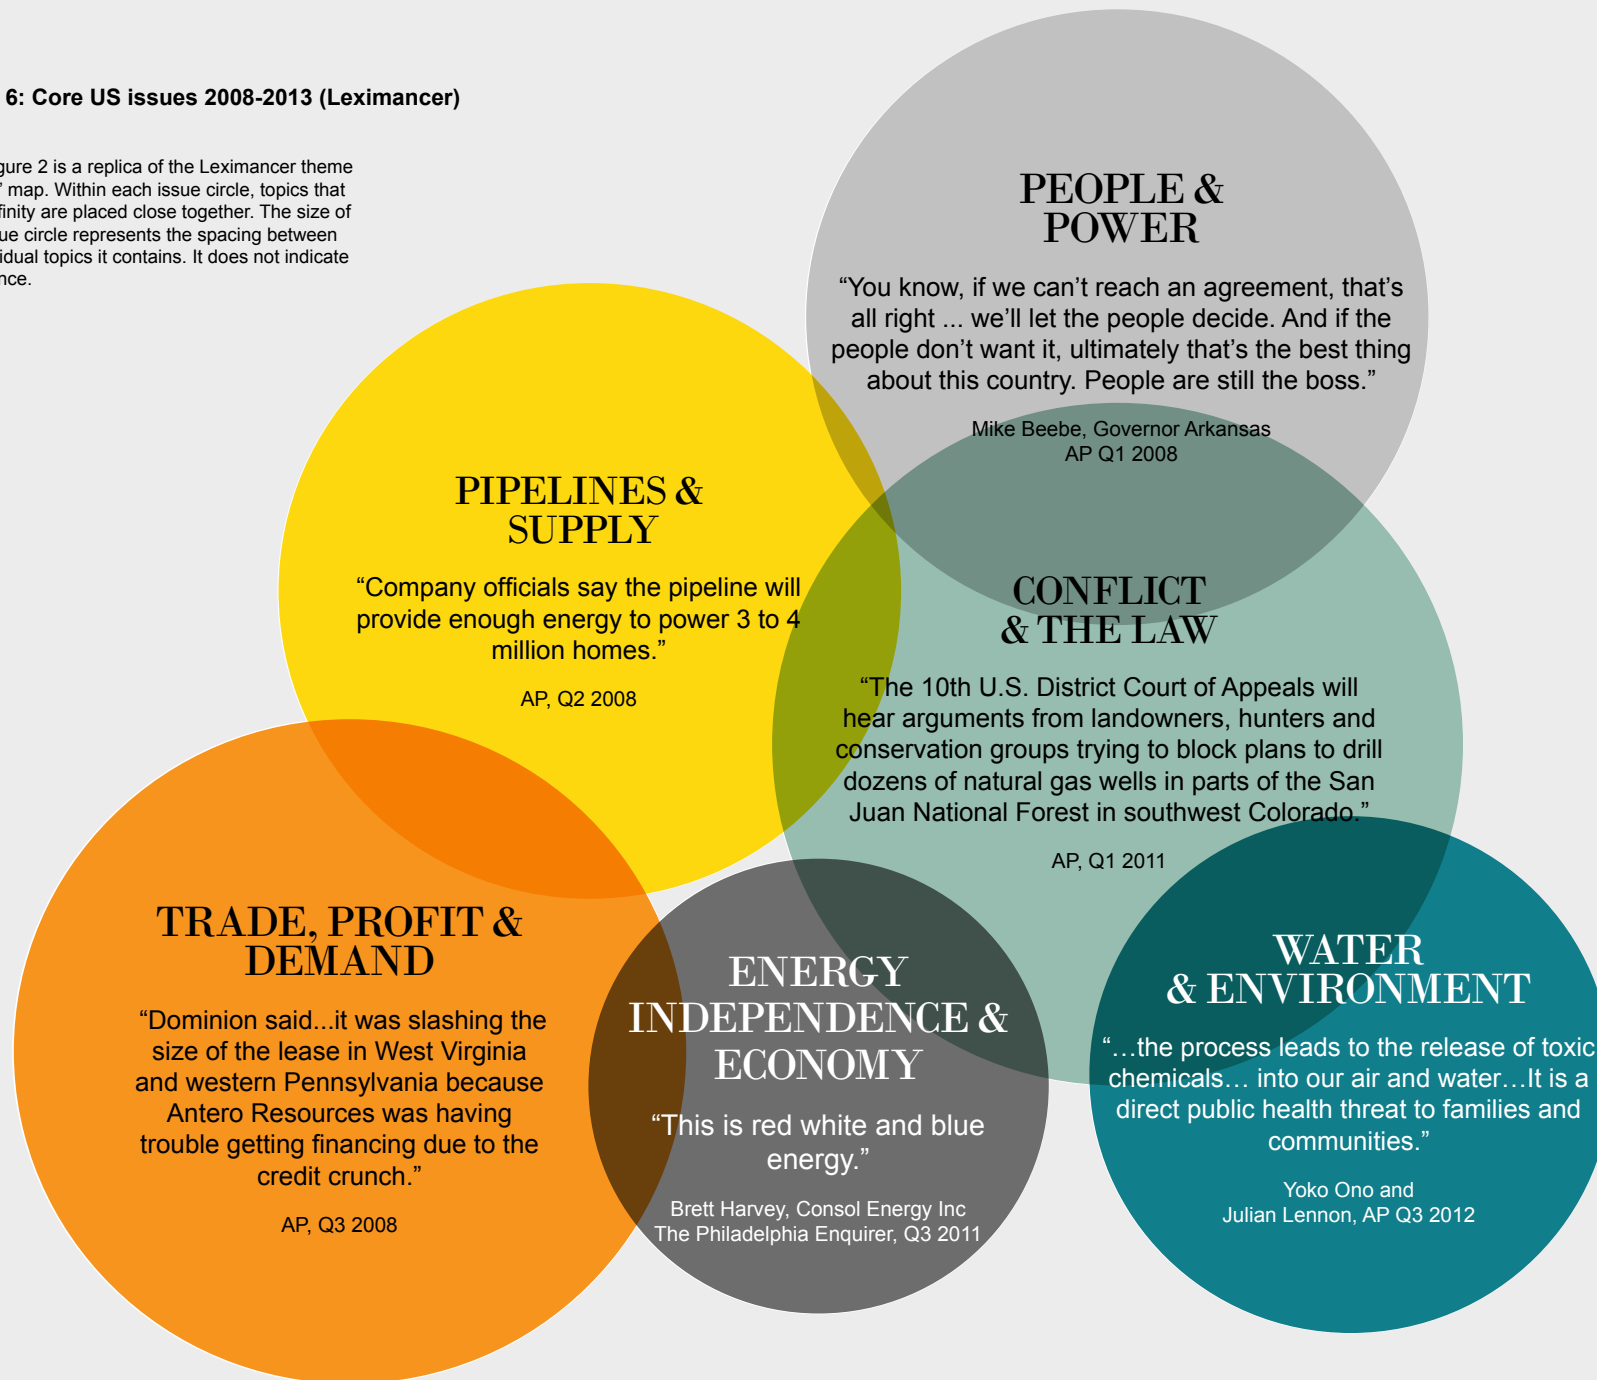 6: Core US issues 2008-2013 (Leximancer)
gure 2 is a replica of the Leximancer theme
’ map. Within each issue circle, topics that
finity are placed close together. The size of
ue circle represents the spacing between
vidual topics it contains. It does not indicate
nce.
PEOPLE &
POWER
“You know, if we can’t reach an agreement, that’s
all right ... we’ll let the people decide. And if the
people don’t want it, ultimately that’s the best thing
about this country. People are still the boss.”
Mike Beebe, Governor Arkansas
AP Q1 2008
PIPELINES &
SUPPLY
“Company officials say the pipeline will
provide enough energy to power 3 to 4
million homes.”
AP, Q2 2008
CONFLICT
& THE LAW
“The 10th U.S. District Court of Appeals will
hear arguments from landowners, hunters and
conservation groups trying to block plans to drill
dozens of natural gas wells in parts of the San
Juan National Forest in southwest Colorado.”
AP, Q1 2011
TRADE, PROFIT &
DEMAND
“Dominion said...it was slashing the
size of the lease in West Virginia
and western Pennsylvania because
Antero Resources was having
trouble getting financing due to the
credit crunch.”
AP, Q3 2008
ENERGY
INDEPENDENCE &
ECONOMY
“This is red white and blue
energy.”
Brett Harvey, Consol Energy Inc
The Philadelphia Enquirer, Q3 2011
WATER
& ENVIRONMENT
“…the process leads to the release of toxic
chemicals… into our air and water…It is a
direct public health threat to families and
communities.”
Yoko Ono and
Julian Lennon, AP Q3 2012